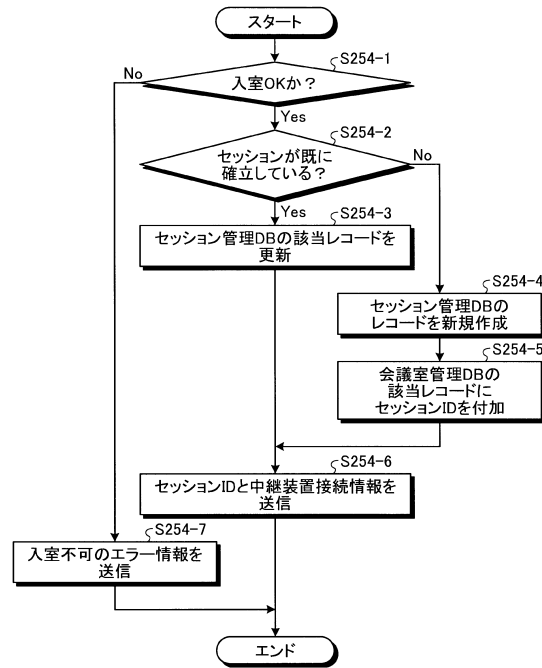 スタート
S254-1
No
入室OKか？
Yes
S254-2
セッションが既に
確立している？
No
Yes
S254-3
セッション管理DBの該当レコードを
更新
S254-4
セッション管理DBの
レコードを新規作成
S254-5
会議室管理DBの
該当レコードに
セッションIDを付加
S254-6
セッションIDと中継装置接続情報を
送信
S254-7
入室不可のエラー情報を
送信
エンド